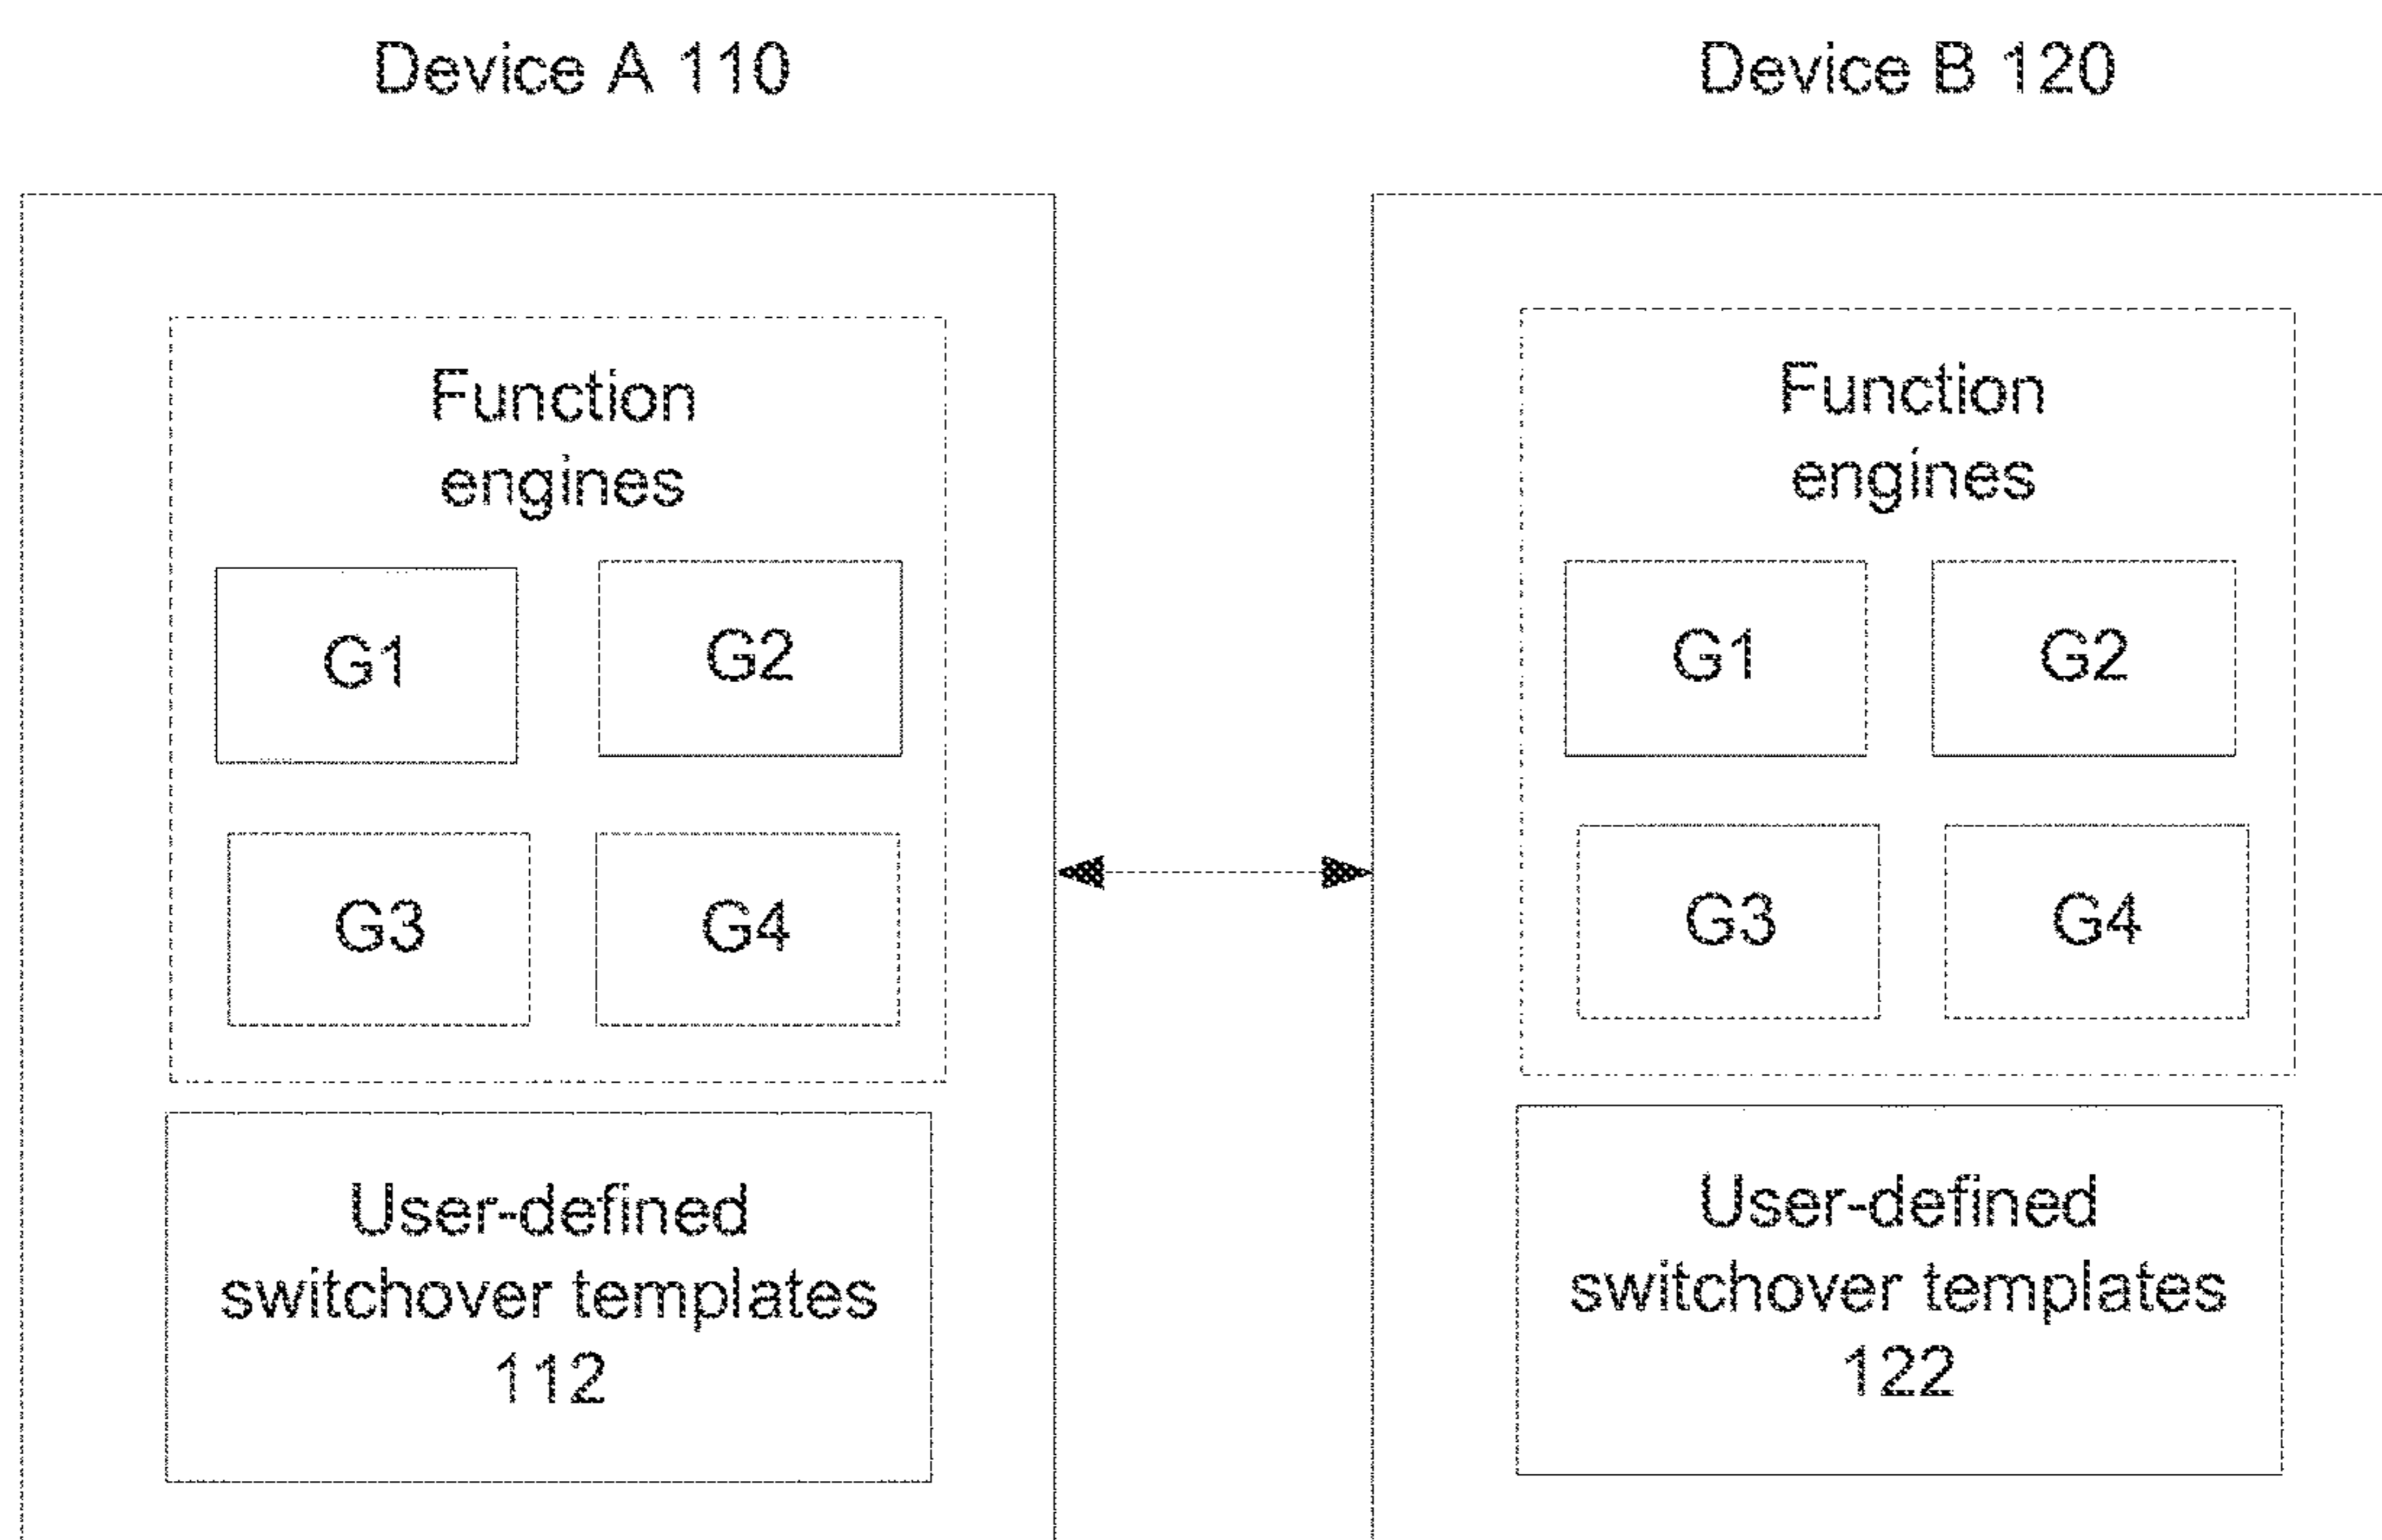 Device A 110
Device B 120
Function
engines
G1
G2
G3
G4
User-defined
switchover templates
112
Function
engines
G1
G2
G3
G4
User-defined
switchover templates
122